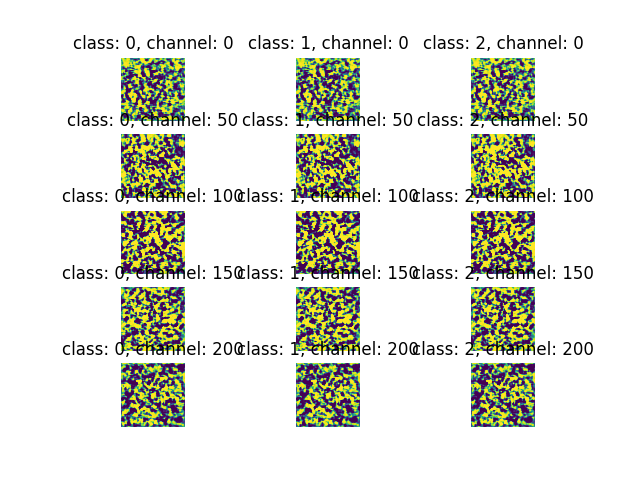 class: 0, channel: 0 class: 1, channel: 0 class: 2, channel: 0
class: 0, channel: 50 class: 1, channel: 50 class: 2, channel: 50
class: 0, channel: 100 class: 1, channel: 100 class: 2, channel: 100
class: 0, channel: 150 class: 1, channel: 150 class: 2, channel: 150
class: 0, channel: 200 class: 1, channel: 200 class: 2, channel: 200